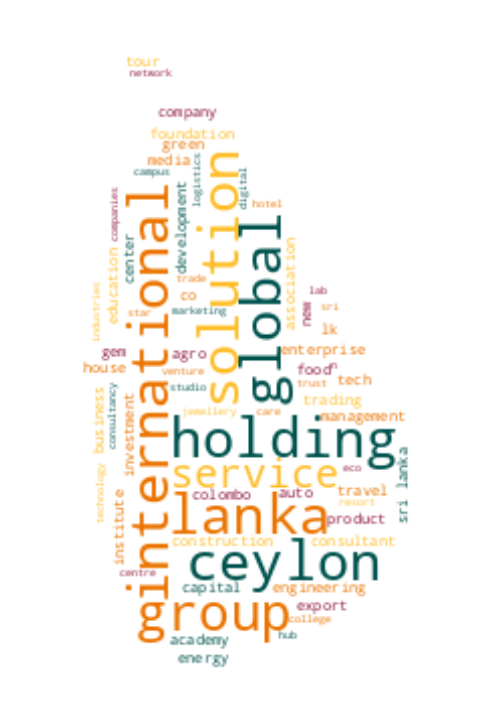 tour
network
company
foundation
green
media
campus
logistics
solution
digital
hotel
companies
international
development
center
global
education
association
trade
co
industries
star
marketing
lab
new
sri
lk
gem
house
agro
venture
enterprise
food
trust
tech
studio
business
consultancy
investment
jewellery
care
trading
management
holding
service
eco
sri lanka
technology
colombo
auto
travel
resort
institute
lanka
product
construction
consultant
ceylon
centre
capital
engineering
group
export
college
hub
academy
energy